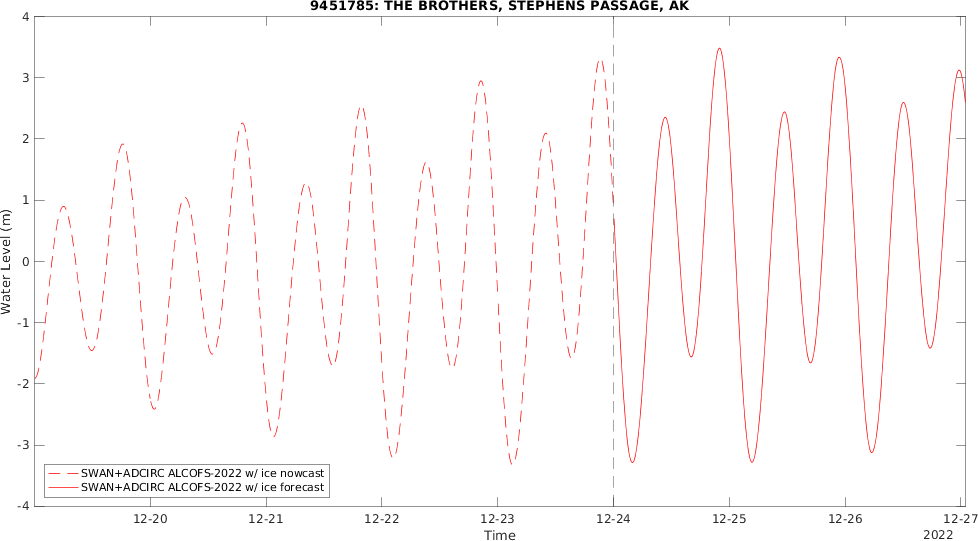 9451785: THE BROTHERS, STEPHENS PASSAGE, AK
4
3
2
1
0
-1
-2
-3
-4
Water Level (m)
SWAN+ADCIRC ALCOFS-2022 w/ ice nowcast
SWAN+ADCIRC ALCOFS-2022 w/ ice forecast
12-20 12-21 12-22 12-23 12-24 12-25 12-26 12-27
Time
2022